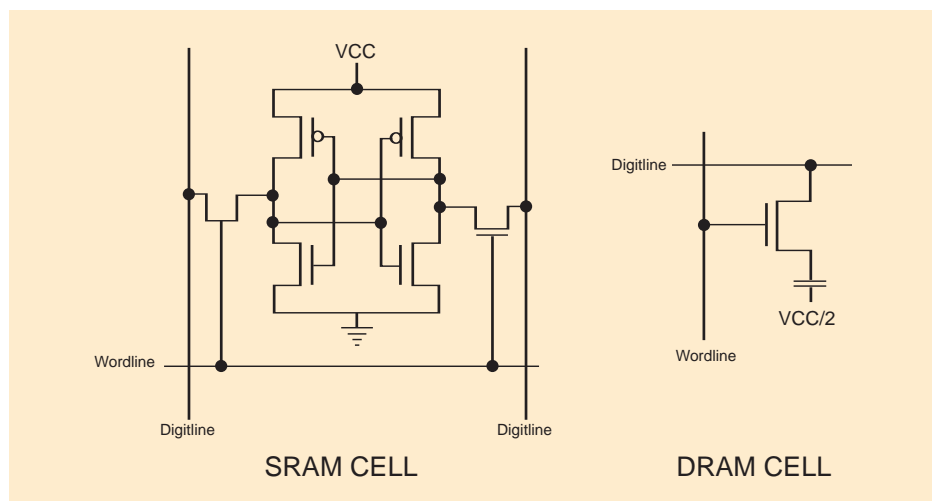 VCC
Digitline
VCC/2
Wordline
Wordline
Digitline
Digitline
SRAM CELL
DRAM CELL